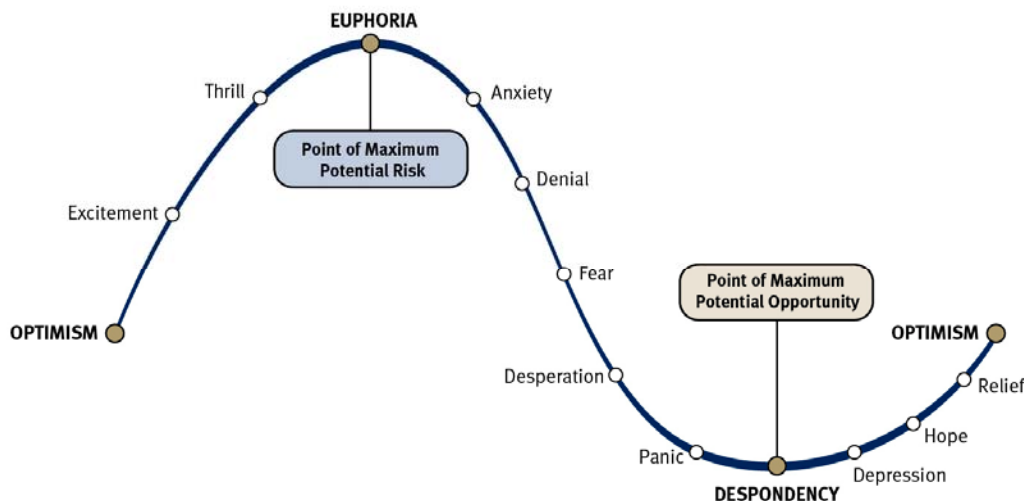 EUPHORIA
Thrill
Anxiety
Point of Maximum
Potential Risk
Denial
Excitement
Fear
Point of Maximum
Potential Opportunity
OPTIMISM
OPTIMISM
Desperation
Relief
Hope
Panic
Depression
DESPONDENCY